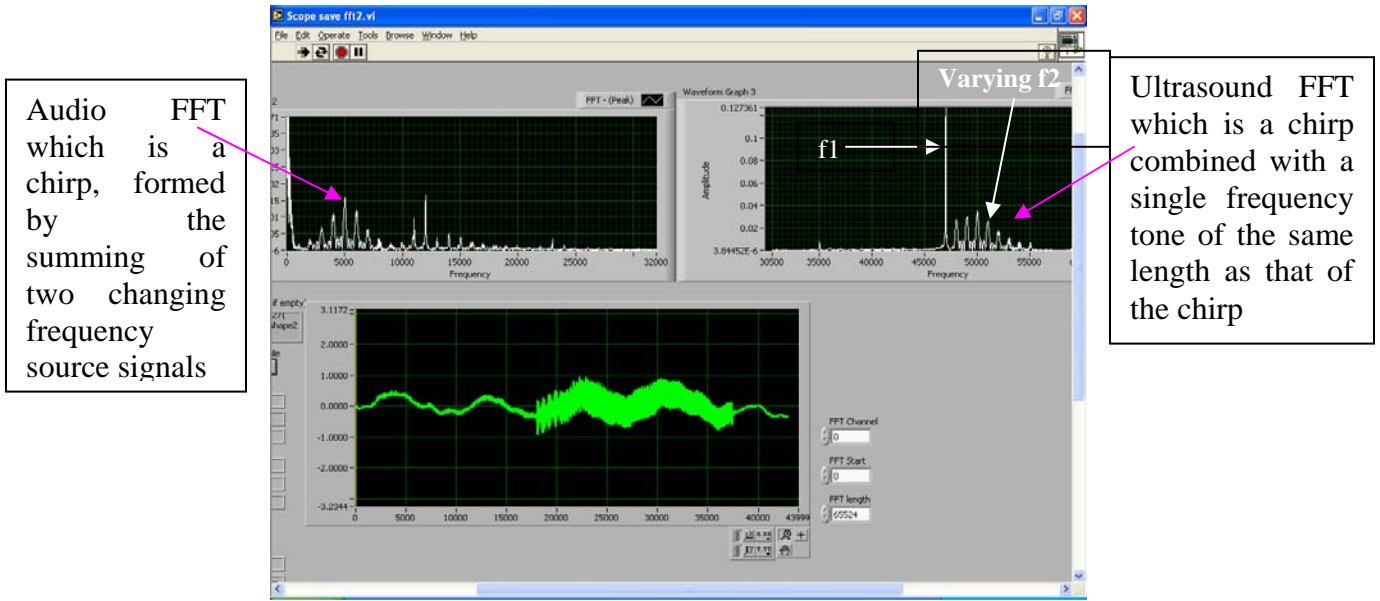 Scope save fft2.vi
File Edit Operate Tools Browse Window Help
Audio FFT
which is a
chirp, formed
by the
summing of
two changing
frequency
source signals
2
FFT - (Peak)
0 5000 10000 15000 20000 25000 32000
Frequency
Waveform Graph 3
Varying f2
f1
0.127361
0.1
0.08
0.06
0.04
0.02
3.84452E-6
Amplitude
30500 35000 40000 45000 50000 55000
Frequency
Ultrasound FFT
which is a chirp
combined with a
single frequency
tone of the same
length as that of
the chirp
if empty
shape2
3.1172
2.0000
1.0000
0.0000
-1.0000
-2.0000
-3.2344
0 5000 10000 15000 20000 25000 30000 35000 40000 43999
FFT Channel
0
FFT Start
0
FFT length
65524